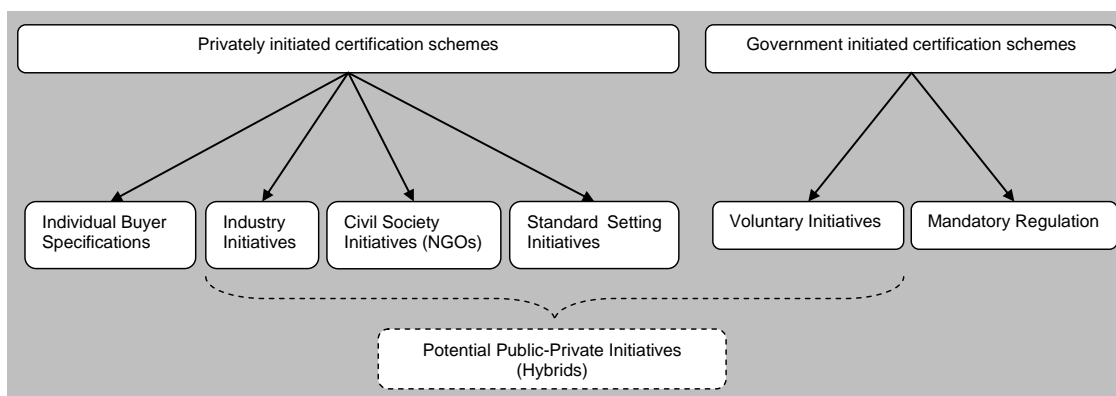 Privately initiated certification schemes
Government initiated certification schemes
Individual Buyer
Specifications
Industry
Initiatives
Civil Society
Initiatives (NGOs)
Standard Setting
Initiatives
Voluntary Initiatives
Mandatory Regulation
Potential Public-Private Initiatives
(Hybrids)